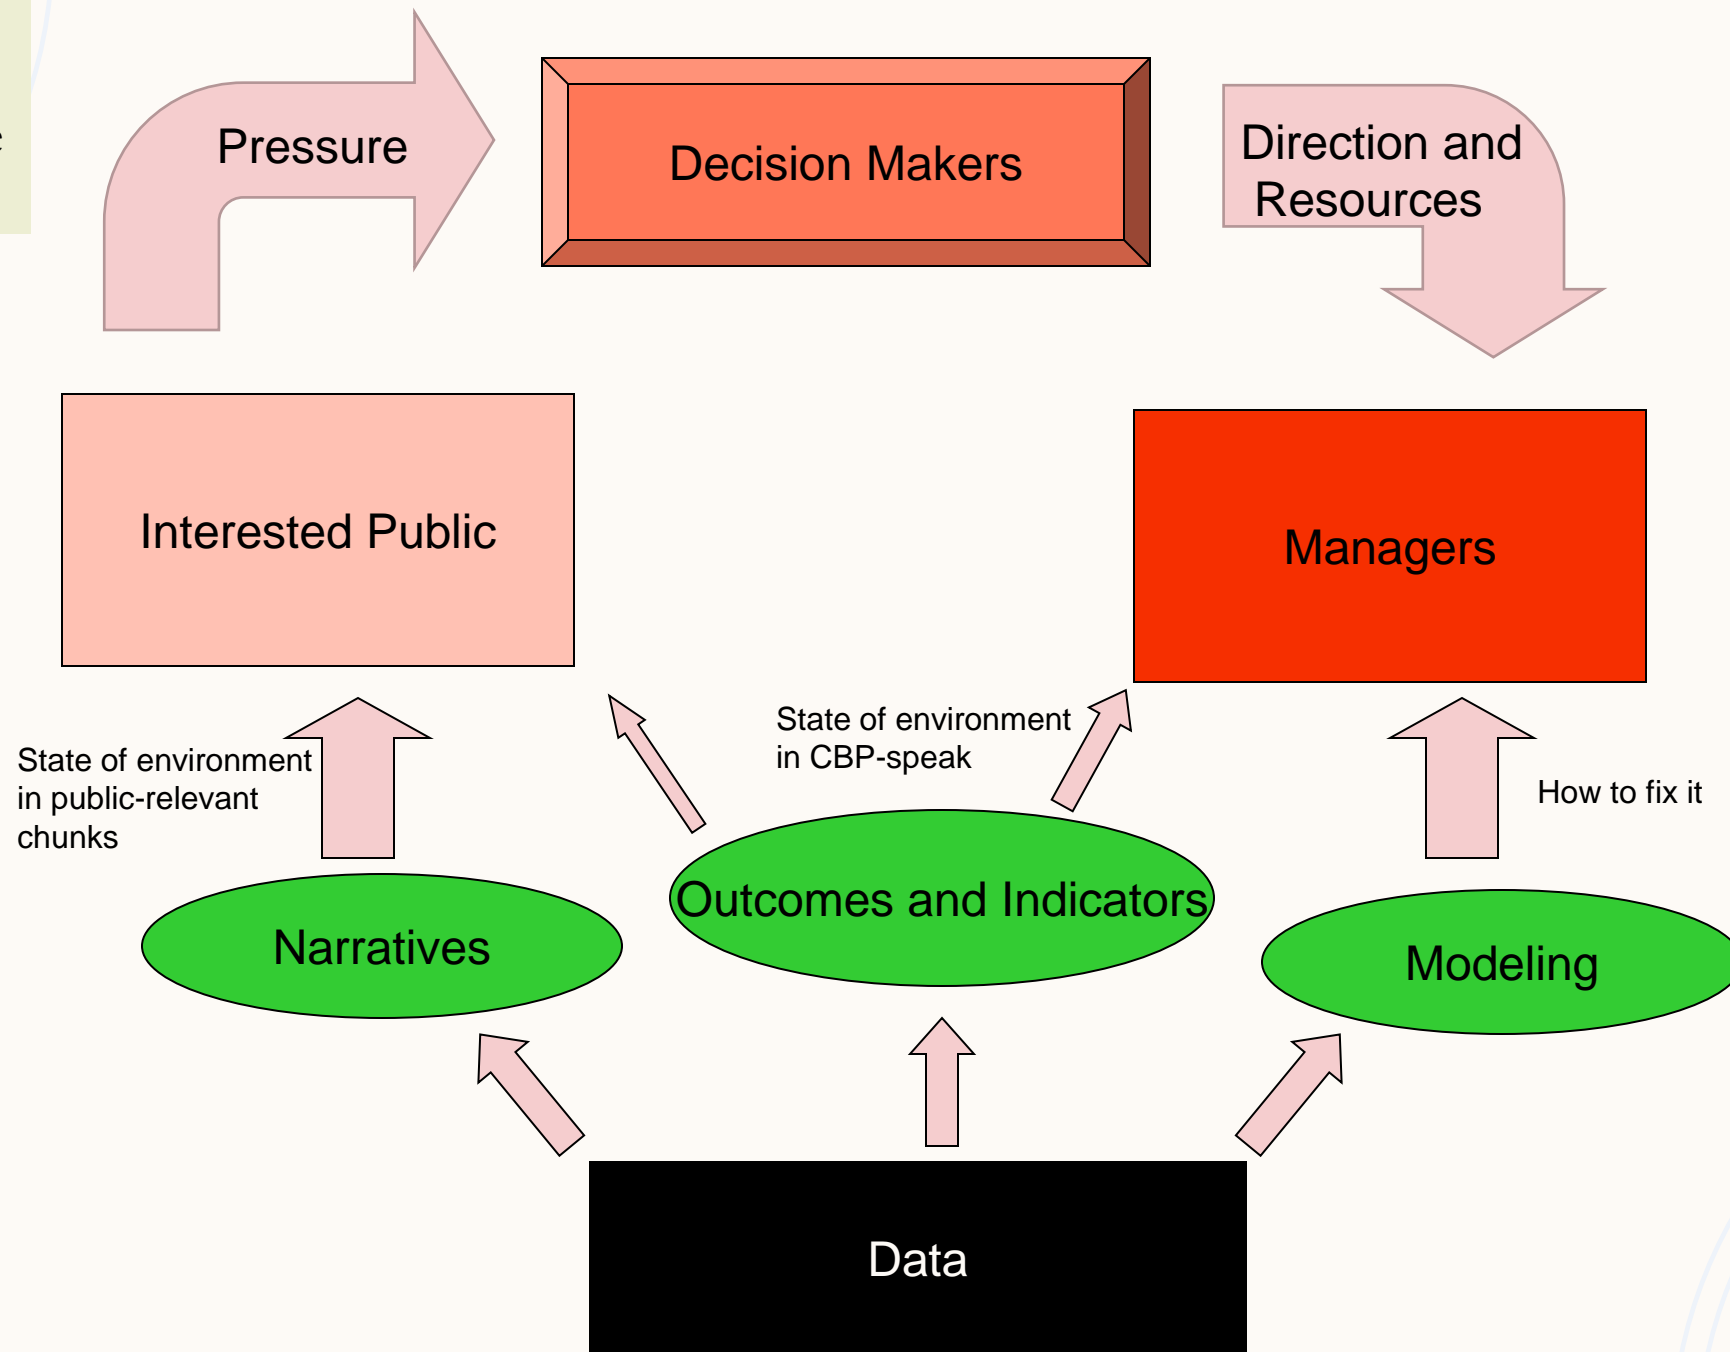 Pressure
Decision Makers
Direction and
Resources
Interested Public
Managers
State of environment
in public-relevant
chunks
State of environment
in CBP-speak
How to fix it
Narratives
Outcomes and Indicators
Modeling
Data